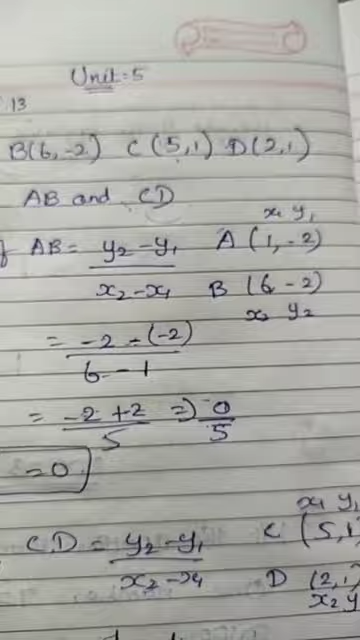 Unit:5
.13
B(6,-2) C(5,1) D(2,1)
AB and CD
x₁ y₁
AB = y₂-y₁ / x₂-x₁ A (1,-2)
B (6 -2)
x₂ y₂
= -2-(-2) / 6-1
= -2+2 / 5 => 0 / 5
=0
x₁ y₁
CD = y₂-y₁ / x₂-x₁ C (5,1
D (2,1)
x₂ y